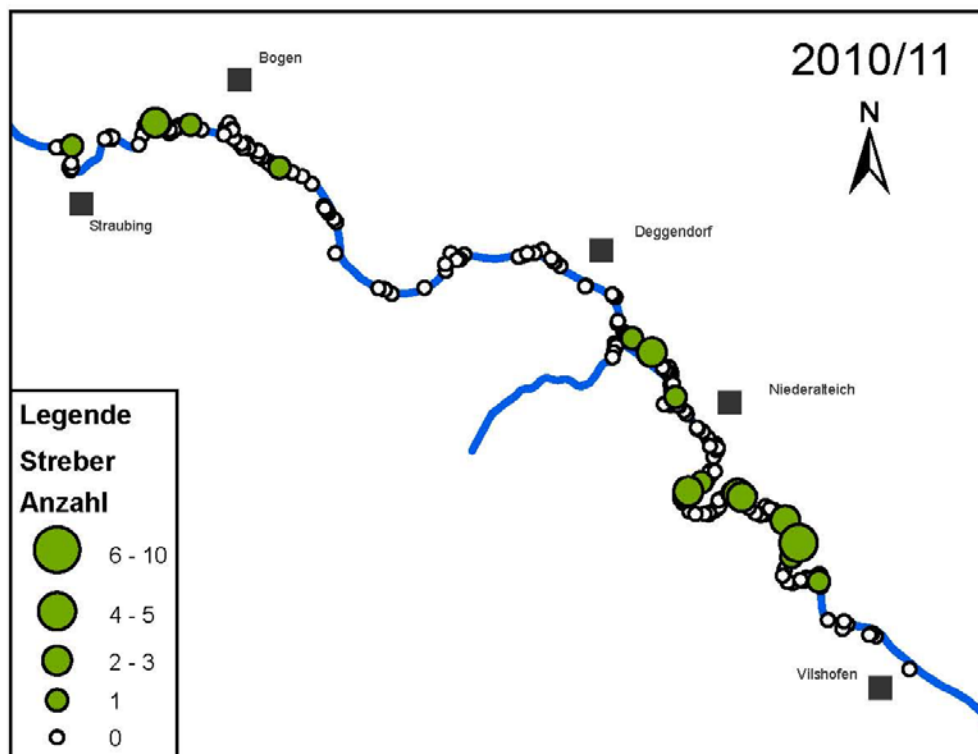 2010/11
N
Bogen
Straubing
Deggendorf
Niederalteich
Vilshofen
Legende
Streber
Anzahl
6 - 10
4 - 5
2 - 3
1
0